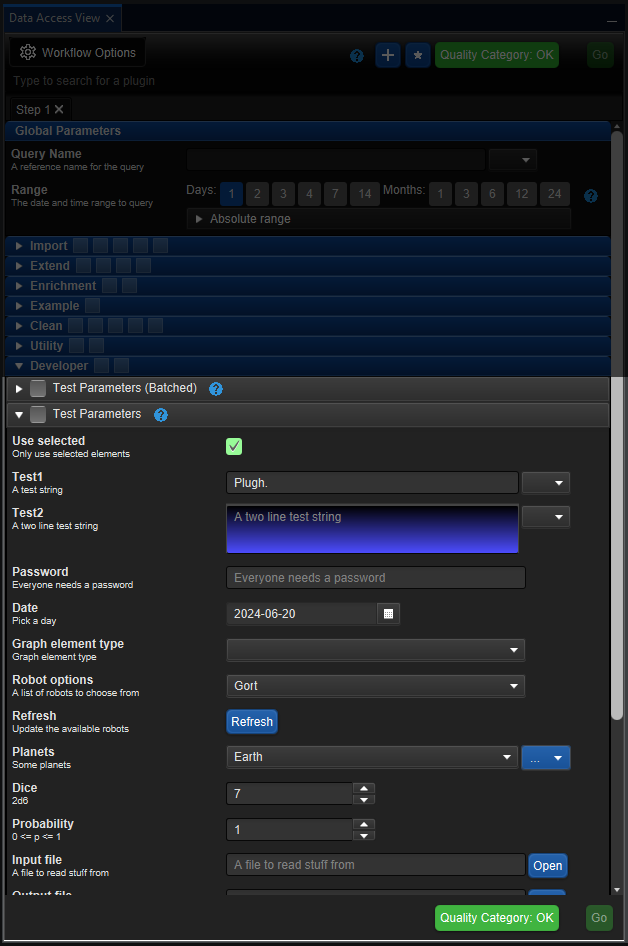 Data Access View
Workflow Options
Quality Category: OK
Go
Type to search for a plugin
Step 1
Global Parameters
Query Name
A reference name for the query
Range
The date and time range to query
Days: 1 2 3 4 7 14 Months: 1 3 6 12 24
Absolute range
Import
Extend
Enrichment
Example
Clean
Utility
Developer
Test Parameters (Batched)
Test Parameters
Use selected
Only use selected elements
Test1
A test string
Plugh.
Test2
A two line test string
A two line test string
Password
Everyone needs a password
Everyone needs a password
Date
Pick a day
2024-06-20
Graph element type
Graph element type
Robot options
A list of robots to choose from
Gort
Refresh
Update the available robots
Refresh
Planets
Some planets
Earth
...
Dice
2d6
7
Probability
0 <= p <= 1
1
Input file
A file to read stuff from
A file to read stuff from
Open
Output file
Quality Category: OK
Go